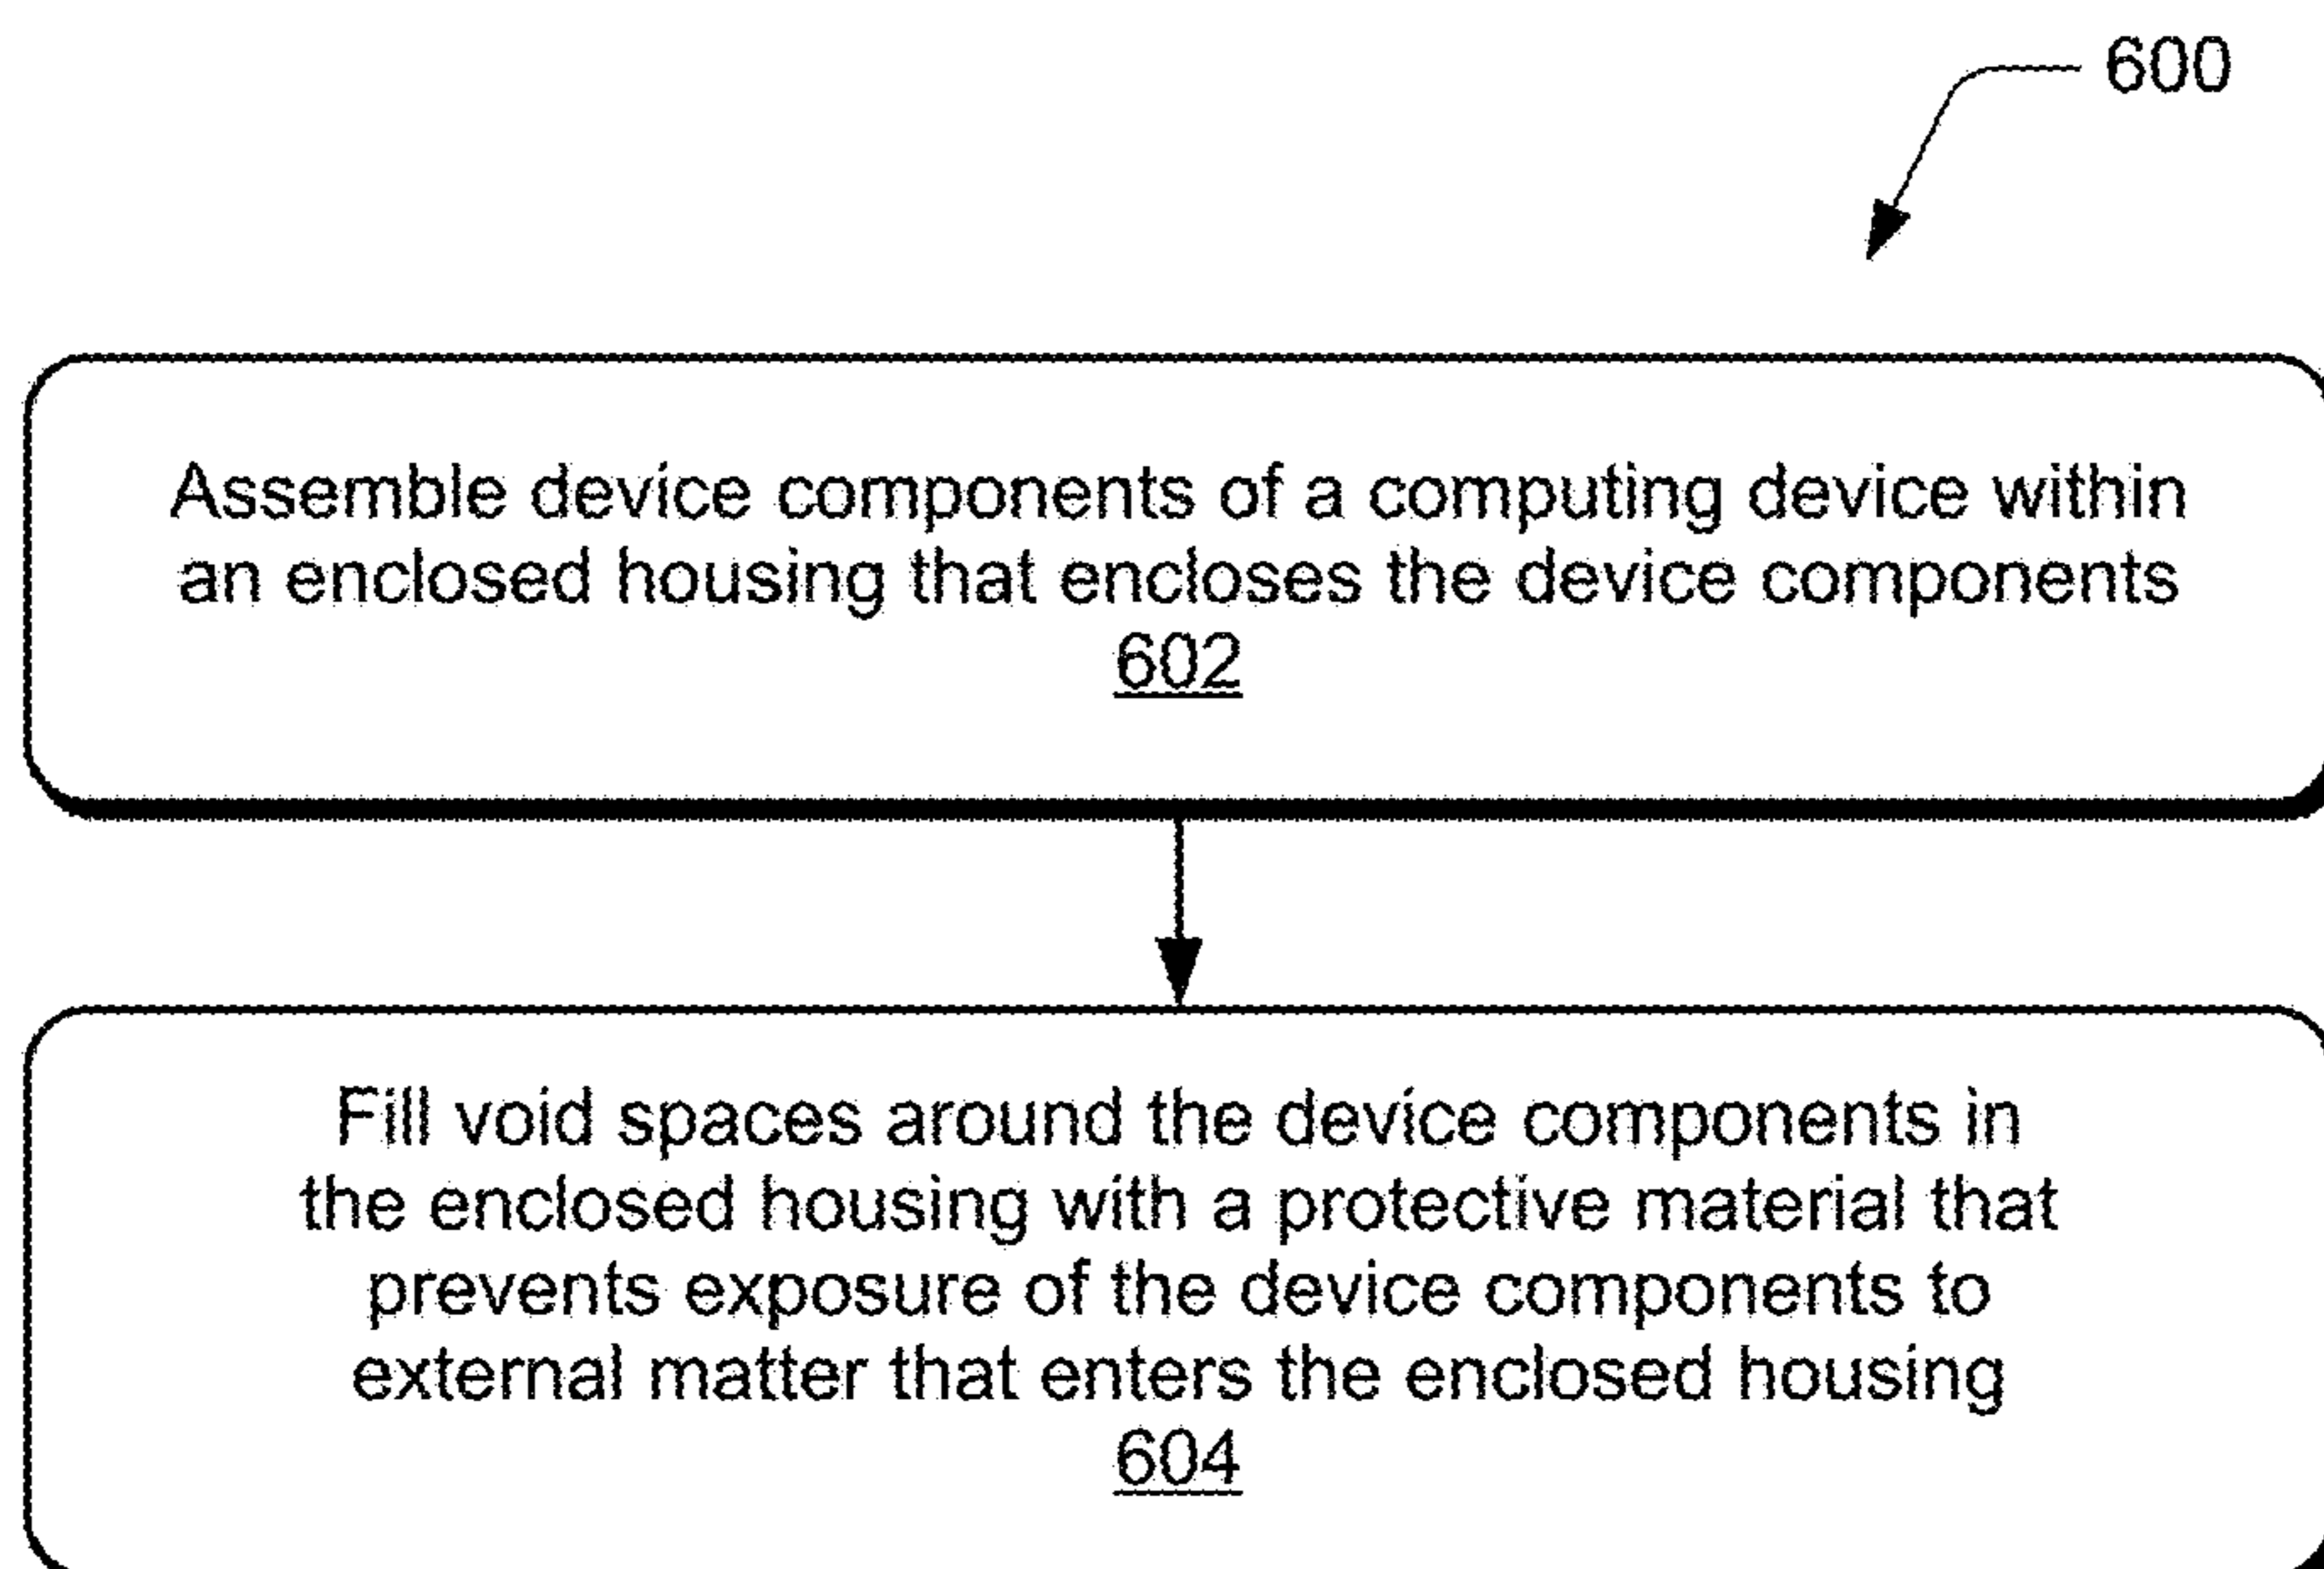 600
Assemble device components of a computing device within
an enclosed housing that encloses the device components
602
Fill void spaces around the device components in
the enclosed housing with a protective material that
prevents exposure of the device components to
external matter that enters the enclosed housing
604